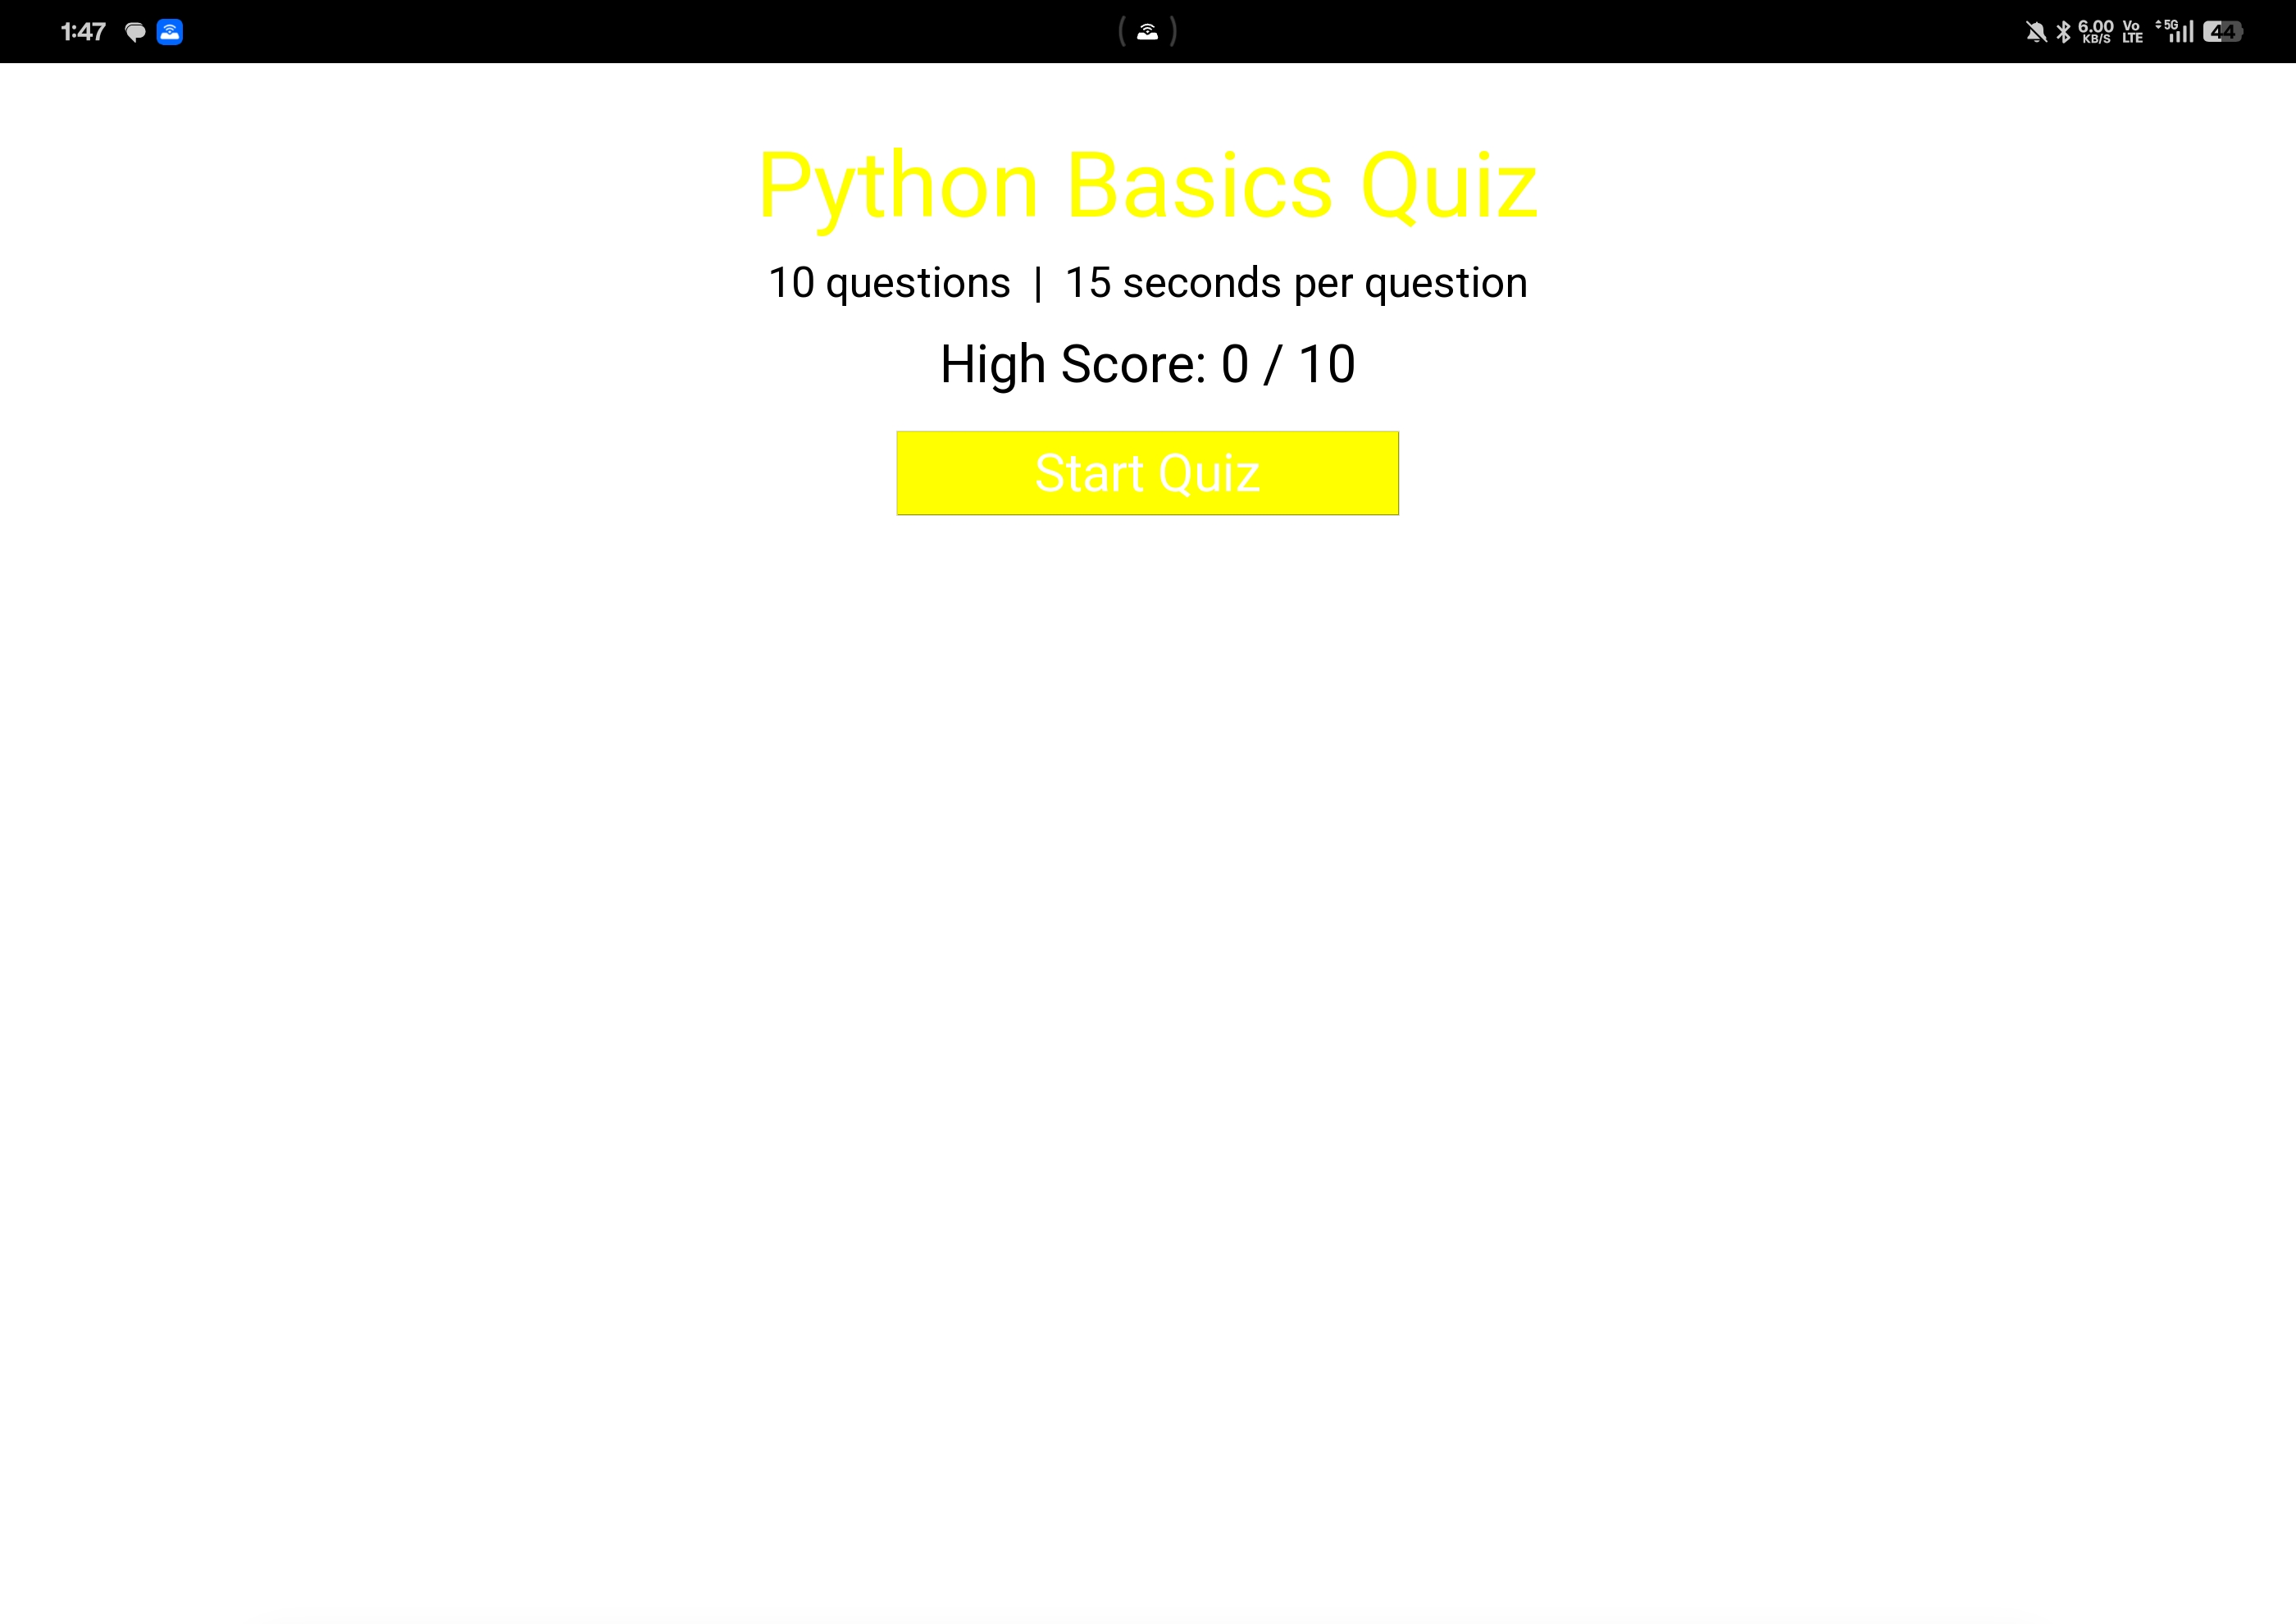 1:47 6.00 KB/S Vo LTE 5G 44
Python Basics Quiz
10 questions | 15 seconds per question
High Score: 0 / 10
Start Quiz